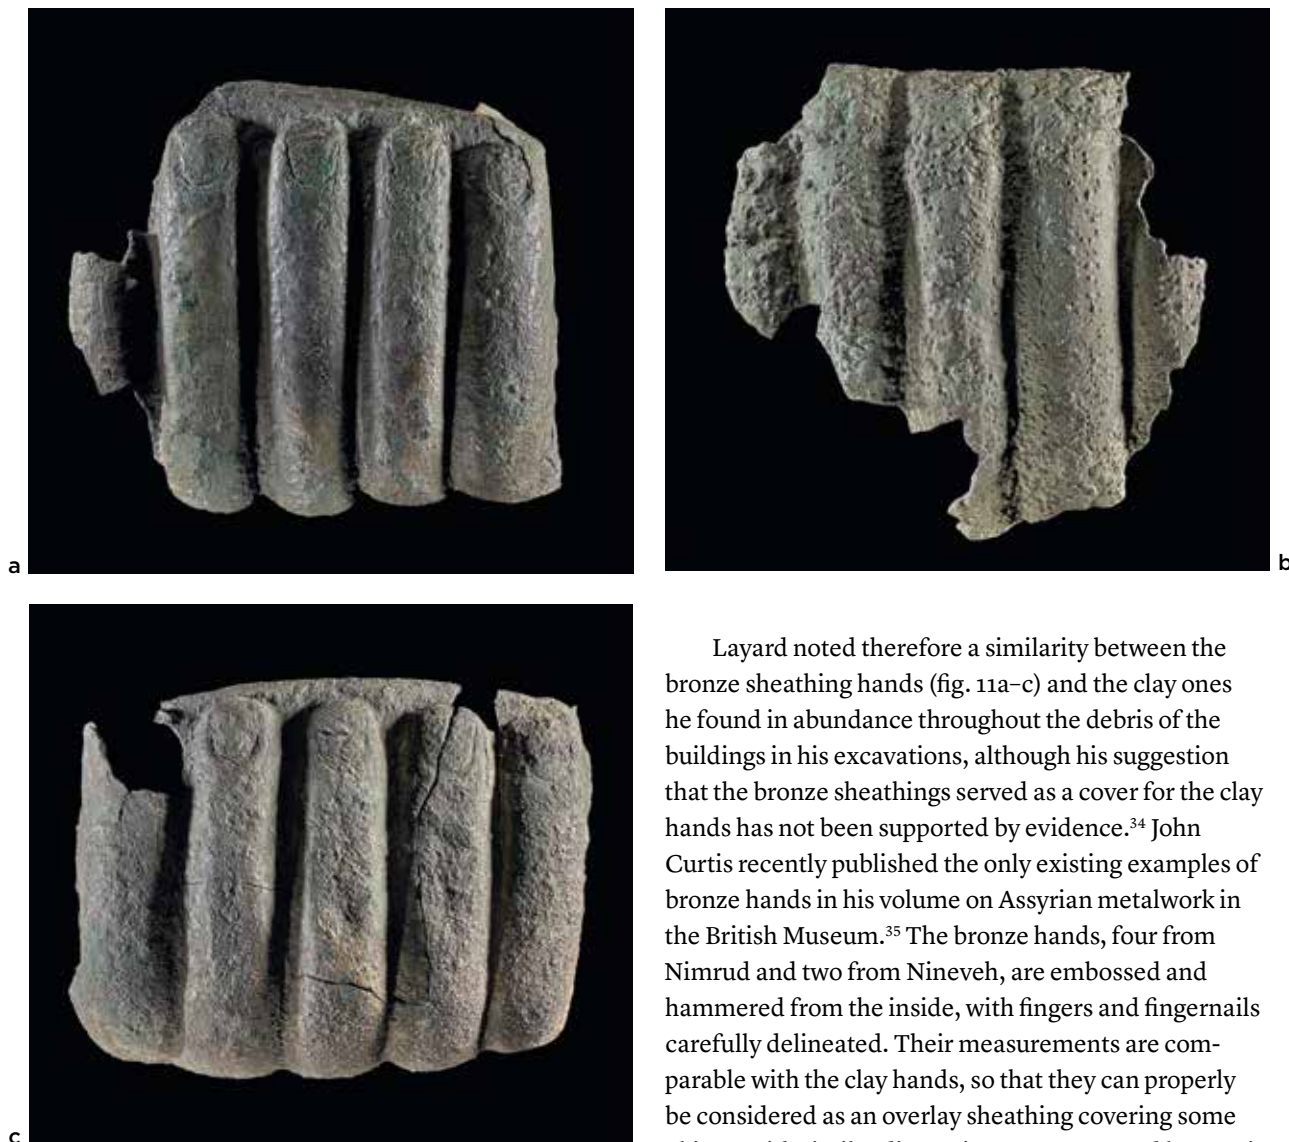 a
b
c
Layard noted therefore a similarity between the
bronze sheathing hands (fig. 11a–c) and the clay ones
he found in abundance throughout the debris of the
buildings in his excavations, although his suggestion
that the bronze sheathings served as a cover for the clay
hands has not been supported by evidence.³⁴ John
Curtis recently published the only existing examples of
bronze hands in his volume on Assyrian metalwork in
the British Museum.³⁵ The bronze hands, four from
Nimrud and two from Nineveh, are embossed and
hammered from the inside, with fingers and fingernails
carefully delineated. Their measurements are com-
parable with the clay hands, so that they can properly
be considered as an overlay sheathing covering some